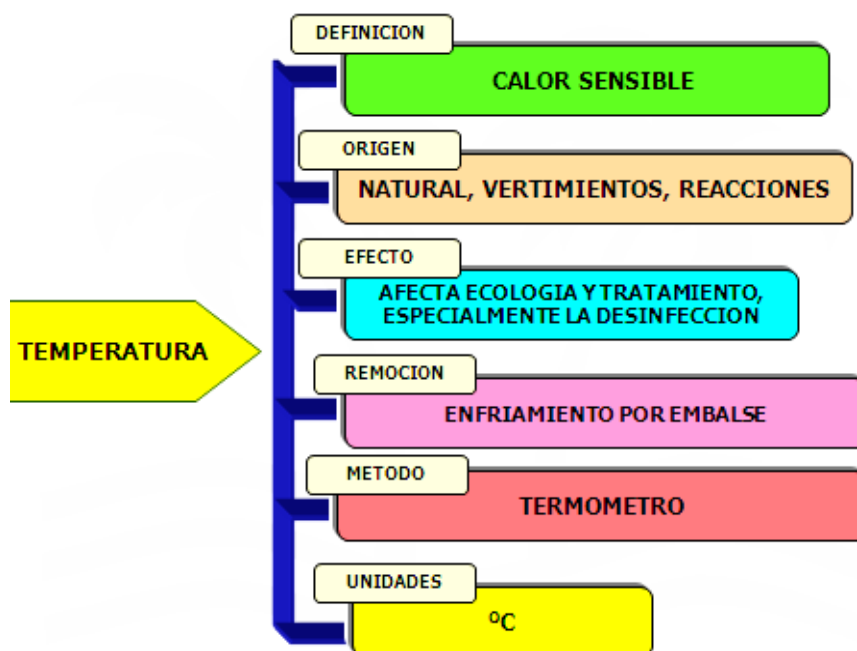 DEFINICION
CALOR SENSIBLE
ORIGEN
NATURAL, VERTIMIENTOS, REACCIONES
EFECTO
AFECTA ECOLOGIA Y TRATAMIENTO,
ESPECIALMENTE LA DESINFECCION
TEMPERATURA
REMOCION
ENFRIAMIENTO POR EMBALSE
METODO
TERMOMETRO
UNIDADES
ºC